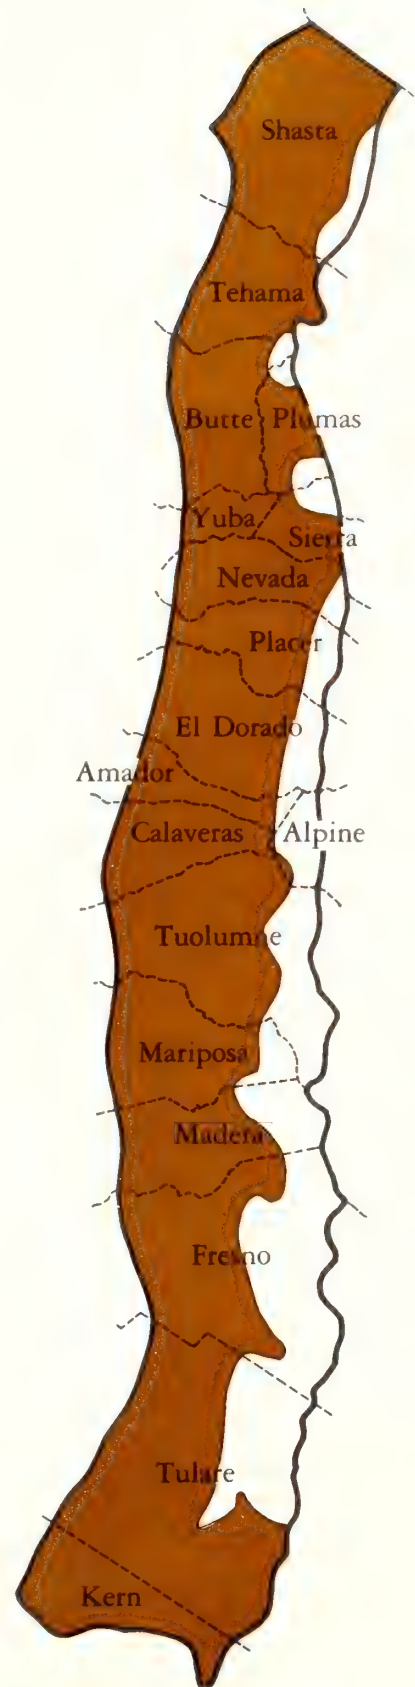 Shasta
Tehama
Butte Plumas
Yuba
Sierra
Nevada
Placer
El Dorado
Amador
Calaveras Alpine
Tuolumne
Mariposa
Madera
Fresno
Tulare
Kern